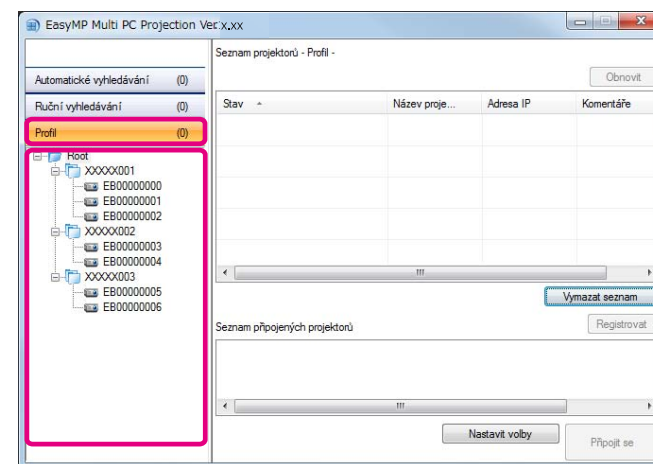 EasyMP Multi PC Projection Ver.x.xx
Seznam projektorů - Profil -
Automatické vyhledávání (0)
Obnovit
Ruční vyhledávání (0)
Stav Název proje... Adresa IP Komentáře
Profil (0)
Root
XXXXX001
EB00000000
EB00000001
EB00000002
XXXXX002
EB00000003
EB00000004
XXXXX003
EB00000005
EB00000006
Vymazat seznam
Seznam připojených projektorů
Registrovat
Nastavit volby
Připojit se